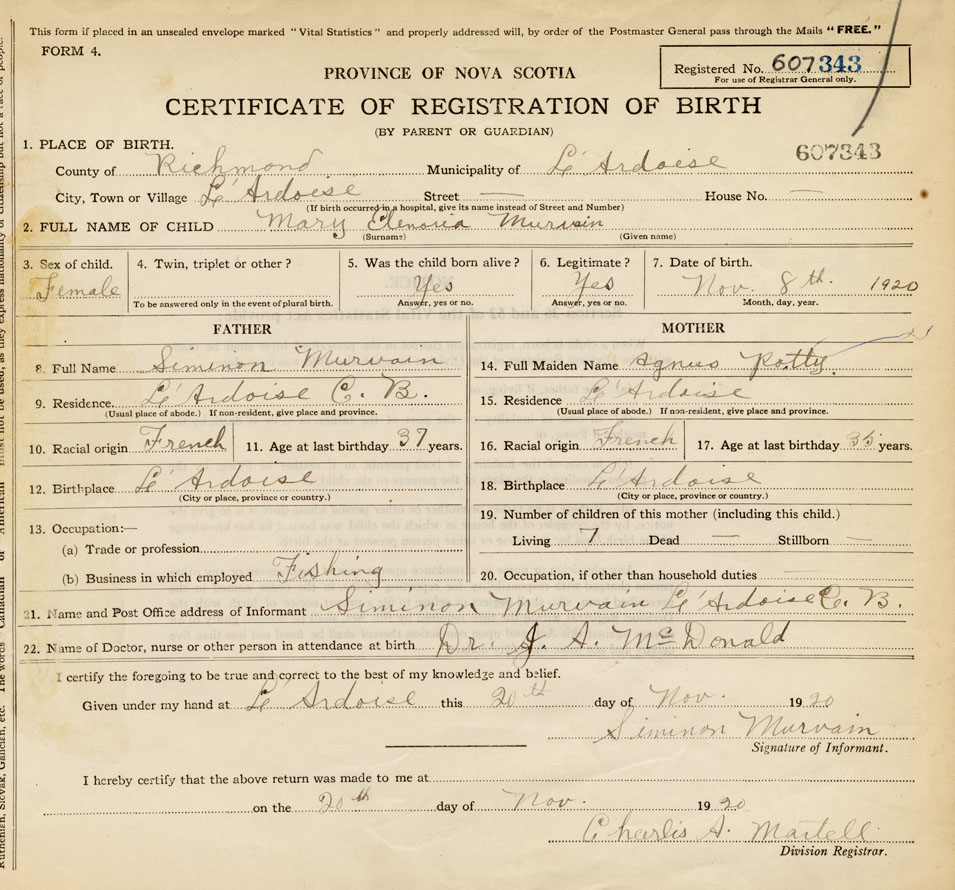 This form if placed in an unsealed envelope marked "Vital Statistics" and properly addressed will, by order of the Postmaster General pass through the Mails "FREE."
FORM 4.
Registered No. 607343
For use of Registrar General only.
PROVINCE OF NOVA SCOTIA
CERTIFICATE OF REGISTRATION OF BIRTH
(BY PARENT OR GUARDIAN)
607343
1. PLACE OF BIRTH.
County of Richmond Municipality of L'Ardoise
City, Town or Village L'Ardoise Street — House No. —
(If birth occurred in a hospital, give its name instead of Street and Number)
2. FULL NAME OF CHILD Mary Elenoria Murvain
(Surname) (Given name)
3. Sex of child. 4. Twin, triplet or other? 5. Was the child born alive? 6. Legitimate? 7. Date of birth.
Female Yes Yes Nov. 8th. 1920
To be answered only in the event of plural birth. Answer, yes or no. Answer, yes or no. Month, day, year.
FATHER MOTHER
8. Full Name Siminon Murvain 14. Full Maiden Name Agnus Potty
9. Residence L'Ardoise C. B. 15. Residence L'Ardoise
(Usual place of abode.) If non-resident, give place and province. (Usual place of abode.) If non-resident, give place and province.
10. Racial origin French 11. Age at last birthday 37 years. 16. Racial origin French 17. Age at last birthday 35 years.
12. Birthplace L'Ardoise 18. Birthplace L'Ardoise
(City or place, province or country.) (City or place, province or country.)
13. Occupation:— 19. Number of children of this mother (including this child.)
(a) Trade or profession Living 7 Dead — Stillborn —
(b) Business in which employed Fishing 20. Occupation, if other than household duties
21. Name and Post Office address of Informant Siminon Murvain L'Ardoise C. B.
22. Name of Doctor, nurse or other person in attendance at birth Dr. J. A. McDonald
I certify the foregoing to be true and correct to the best of my knowledge and belief.
Given under my hand at L'Ardoise this 20th day of Nov. 1920
Siminon Murvain
Signature of Informant.
I hereby certify that the above return was made to me at
on the 20th day of Nov. 1920
Charlis A. Martell
Division Registrar.